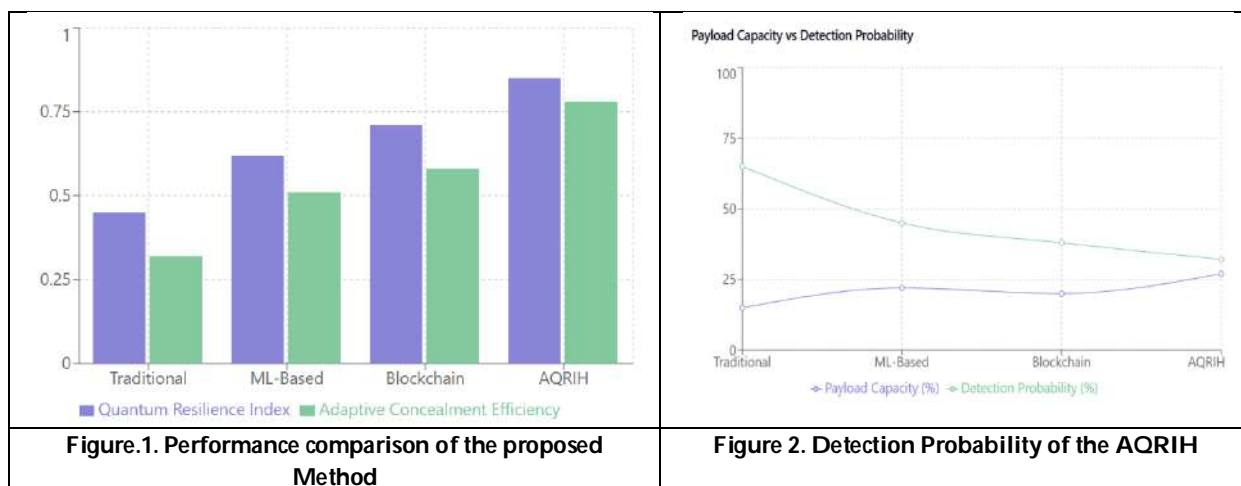 1
0.75
0.5
0.25
0
Traditional ML-Based Blockchain AQRIH
Quantum Resilience Index Adaptive Concealment Efficiency
Figure.1. Performance comparison of the proposed
Method
Payload Capacity vs Detection Probability
100
75
50
25
0
Traditional ML-Based Blockchain AQRIH
Payload Capacity (%) Detection Probability (%)
Figure 2. Detection Probability of the AQRIH